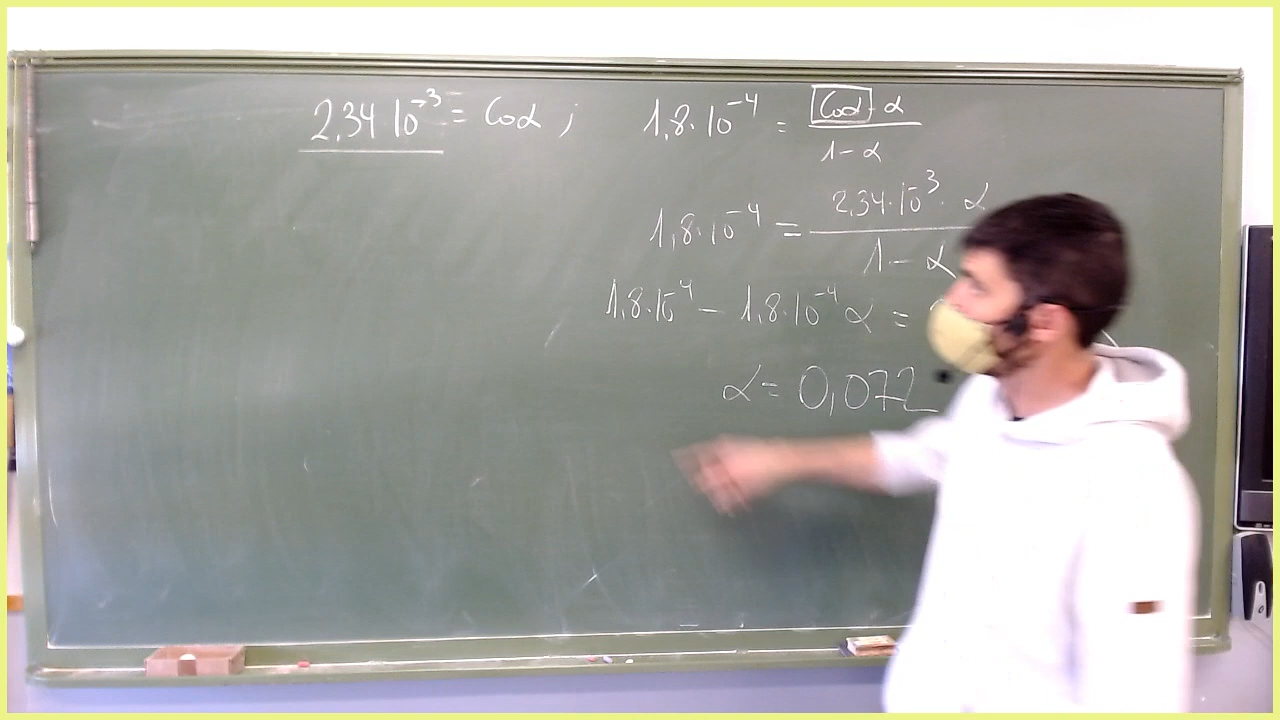 2,34 10⁻³ = Coα ; 1,8·10⁻⁴ = Coα·α / 1-α
1,8·10⁻⁴ = 2,34·10⁻³·α / 1-α
1,8·10⁻⁴ - 1,8·10⁻⁴α =
α = 0,072